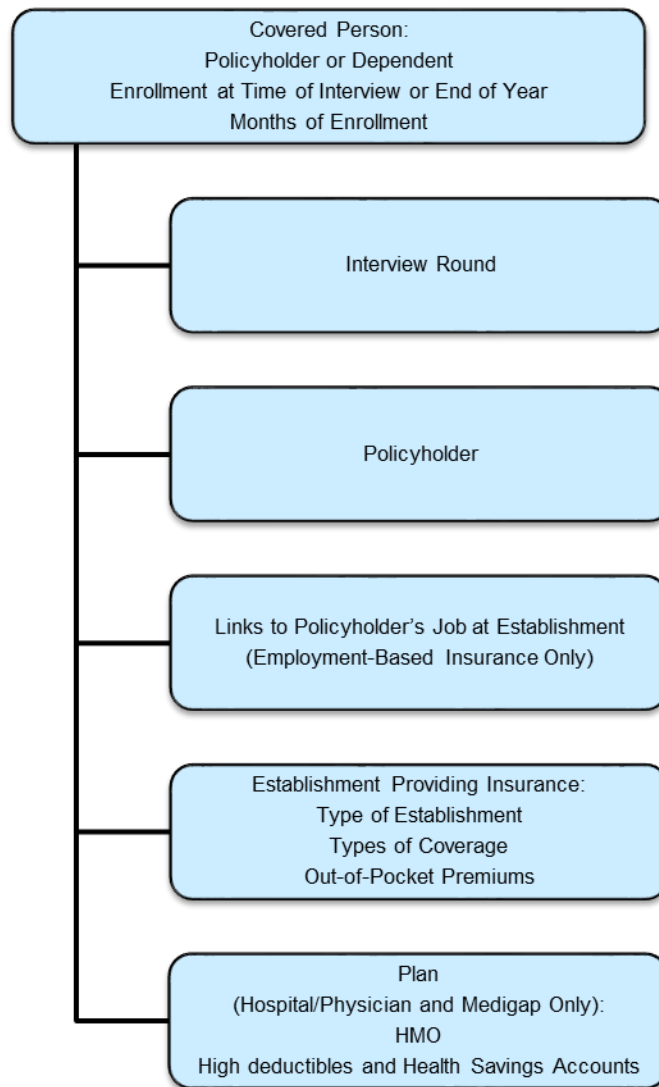 Covered Person:
Policyholder or Dependent
Enrollment at Time of Interview or End of Year
Months of Enrollment
Interview Round
Policyholder
Links to Policyholder's Job at Establishment
(Employment-Based Insurance Only)
Establishment Providing Insurance:
Type of Establishment
Types of Coverage
Out-of-Pocket Premiums
Plan
(Hospital/Physician and Medigap Only):
HMO
High deductibles and Health Savings Accounts